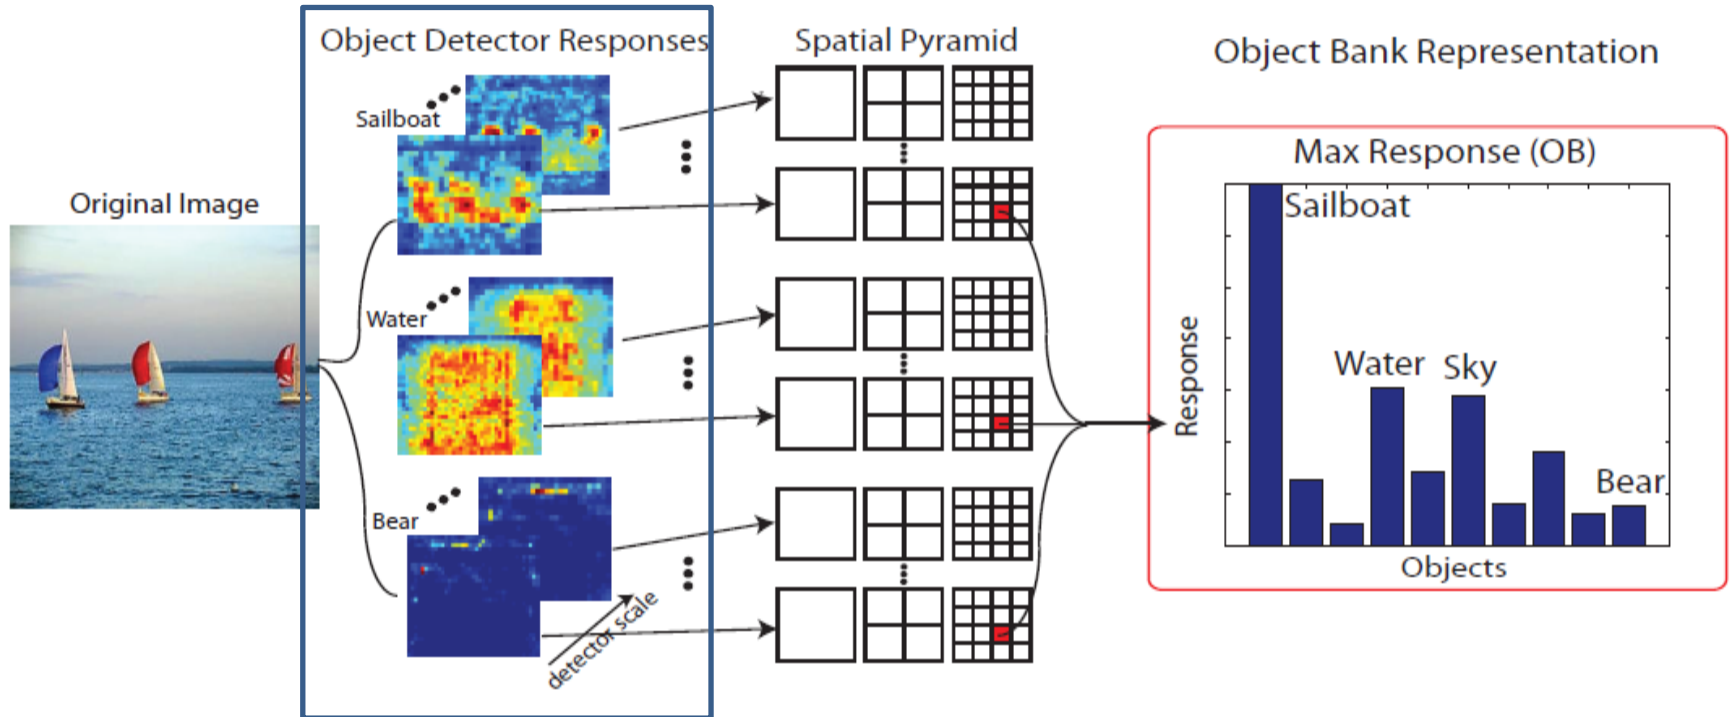 Object Detector Responses
Spatial Pyramid
Object Bank Representation
Original Image
Sailboat
Water
Bear
detector scale
Max Response (OB)
Sailboat
Water
Sky
Bear
Response
Objects